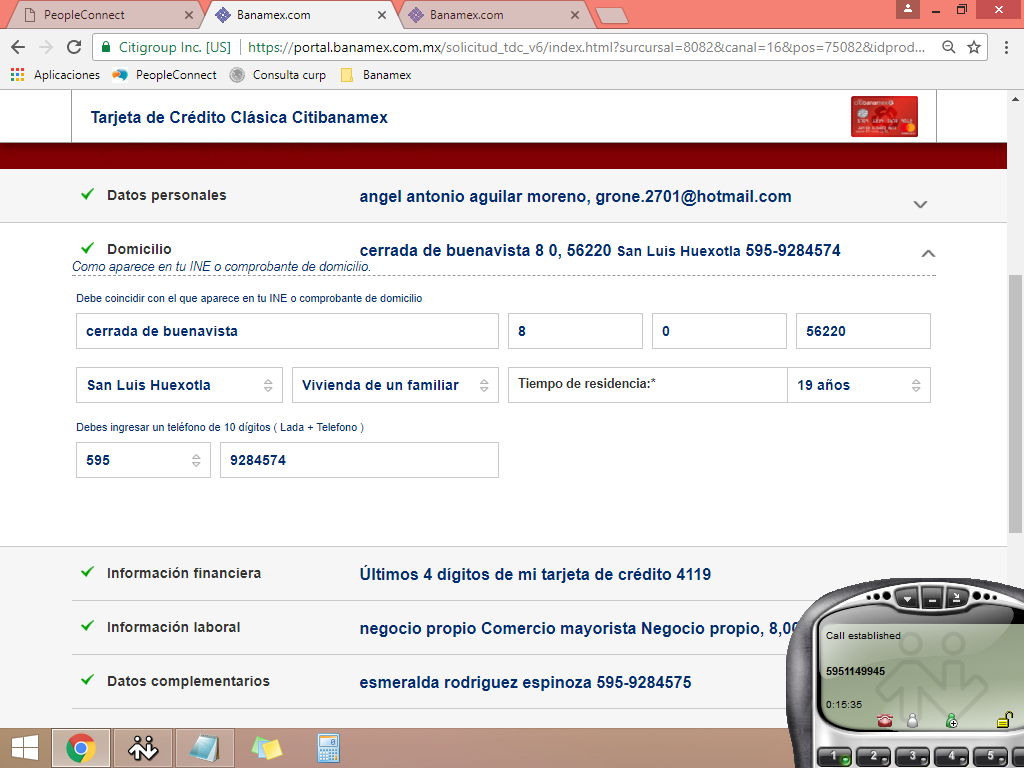 PeopleConnect
Banamex.com
Banamex.com
Citigroup Inc. [US] https://portal.banamex.com.mx/solicitud_tdc_v6/index.html?surcursal=8082&canal=16&pos=75082&idprod...
Aplicaciones PeopleConnect Consulta curp Banamex
Tarjeta de Crédito Clásica Citibanamex
Datos personales angel antonio aguilar moreno, grone.2701@hotmail.com
Domicilio cerrada de buenavista 8 0, 56220 San Luis Huexotla 595-9284574
Como aparece en tu INE o comprobante de domicilio.
Debe coincidir con el que aparece en tu INE o comprobante de domicilio
cerrada de buenavista 8 0 56220
San Luis Huexotla Vivienda de un familiar Tiempo de residencia:* 19 años
Debes ingresar un teléfono de 10 dígitos ( Lada + Telefono )
595 9284574
Información financiera Últimos 4 dígitos de mi tarjeta de crédito 4119
Información laboral negocio propio Comercio mayorista Negocio propio, 8,00
Datos complementarios esmeralda rodriguez espinoza 595-9284575
Call established
5951149945
0:15:35
1 2 3 4 5